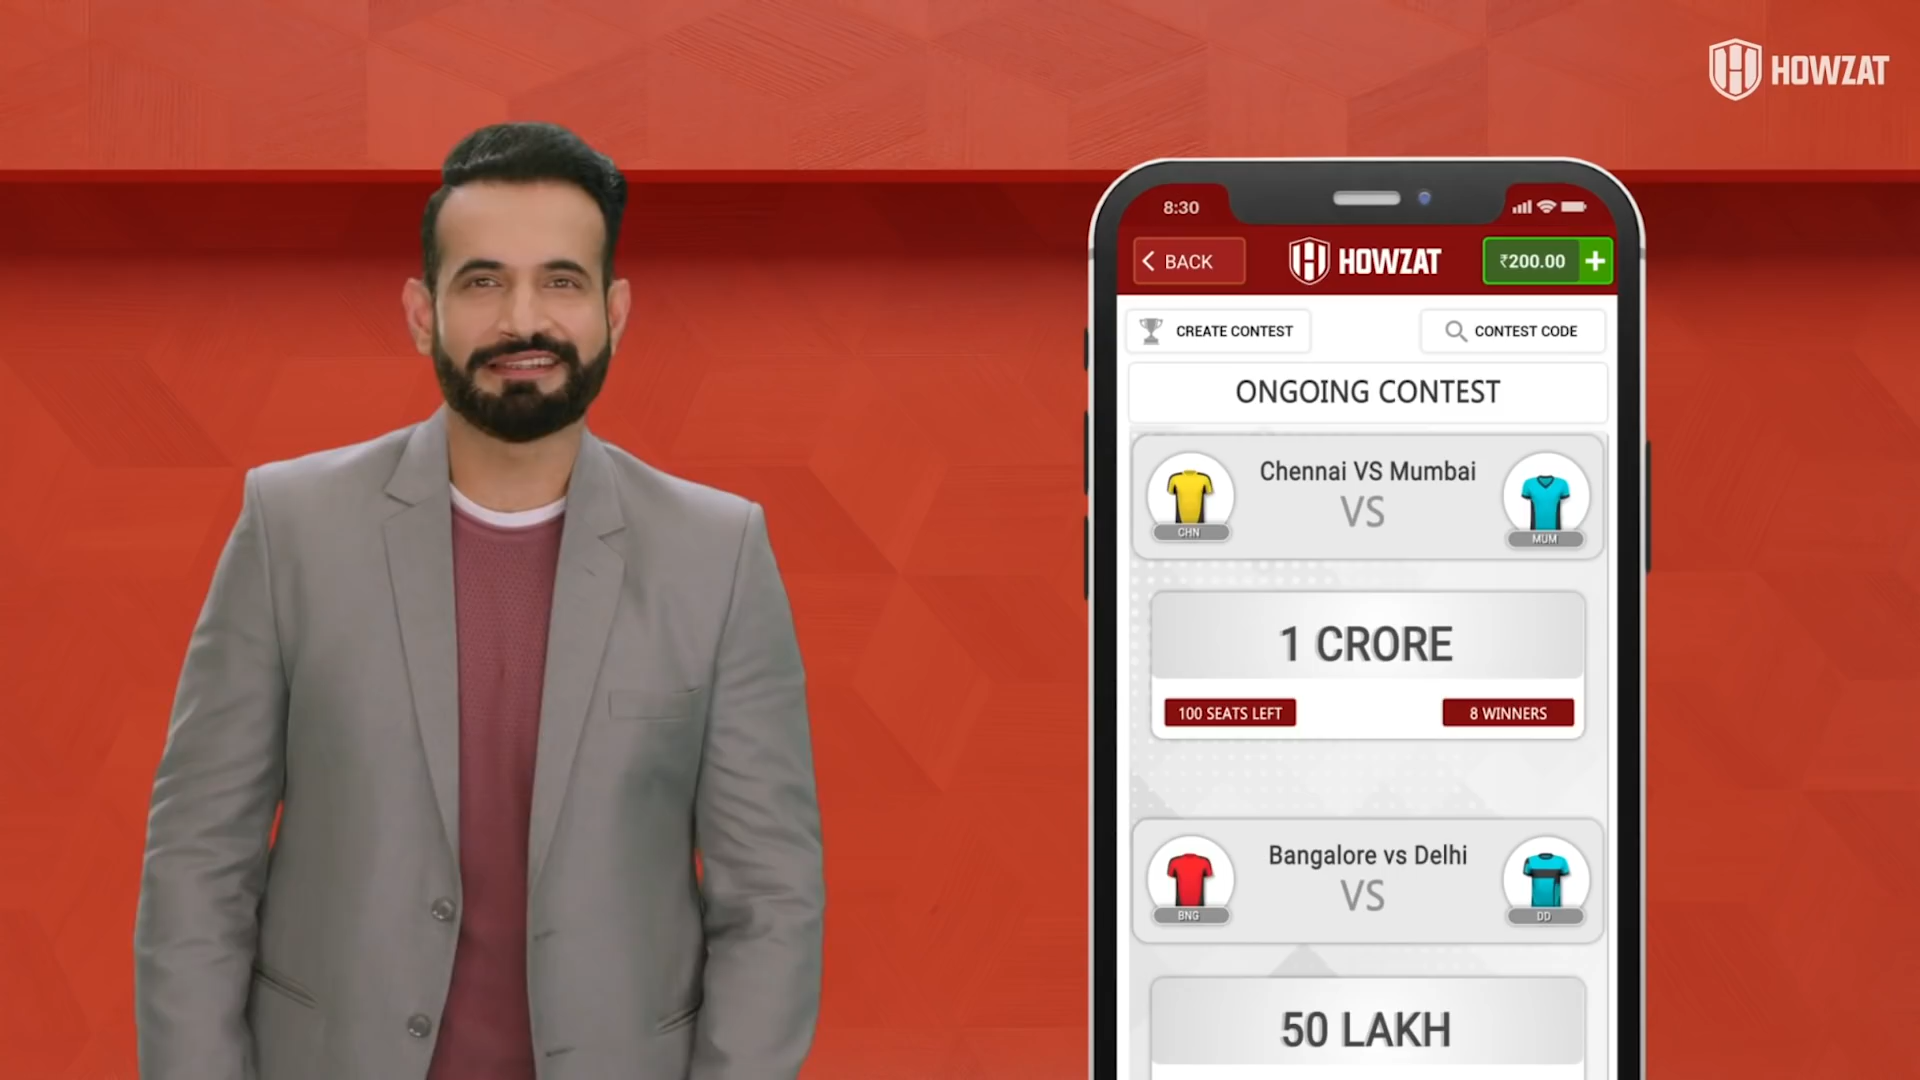 HOWZAT
8:30
BACK
HOWZAT
₹200.00 +
CREATE CONTEST
CONTEST CODE
ONGOING CONTEST
Chennai VS Mumbai
VS
CHN
MUM
1 CRORE
100 SEATS LEFT
8 WINNERS
Bangalore vs Delhi
VS
BNG
DD
50 LAKH